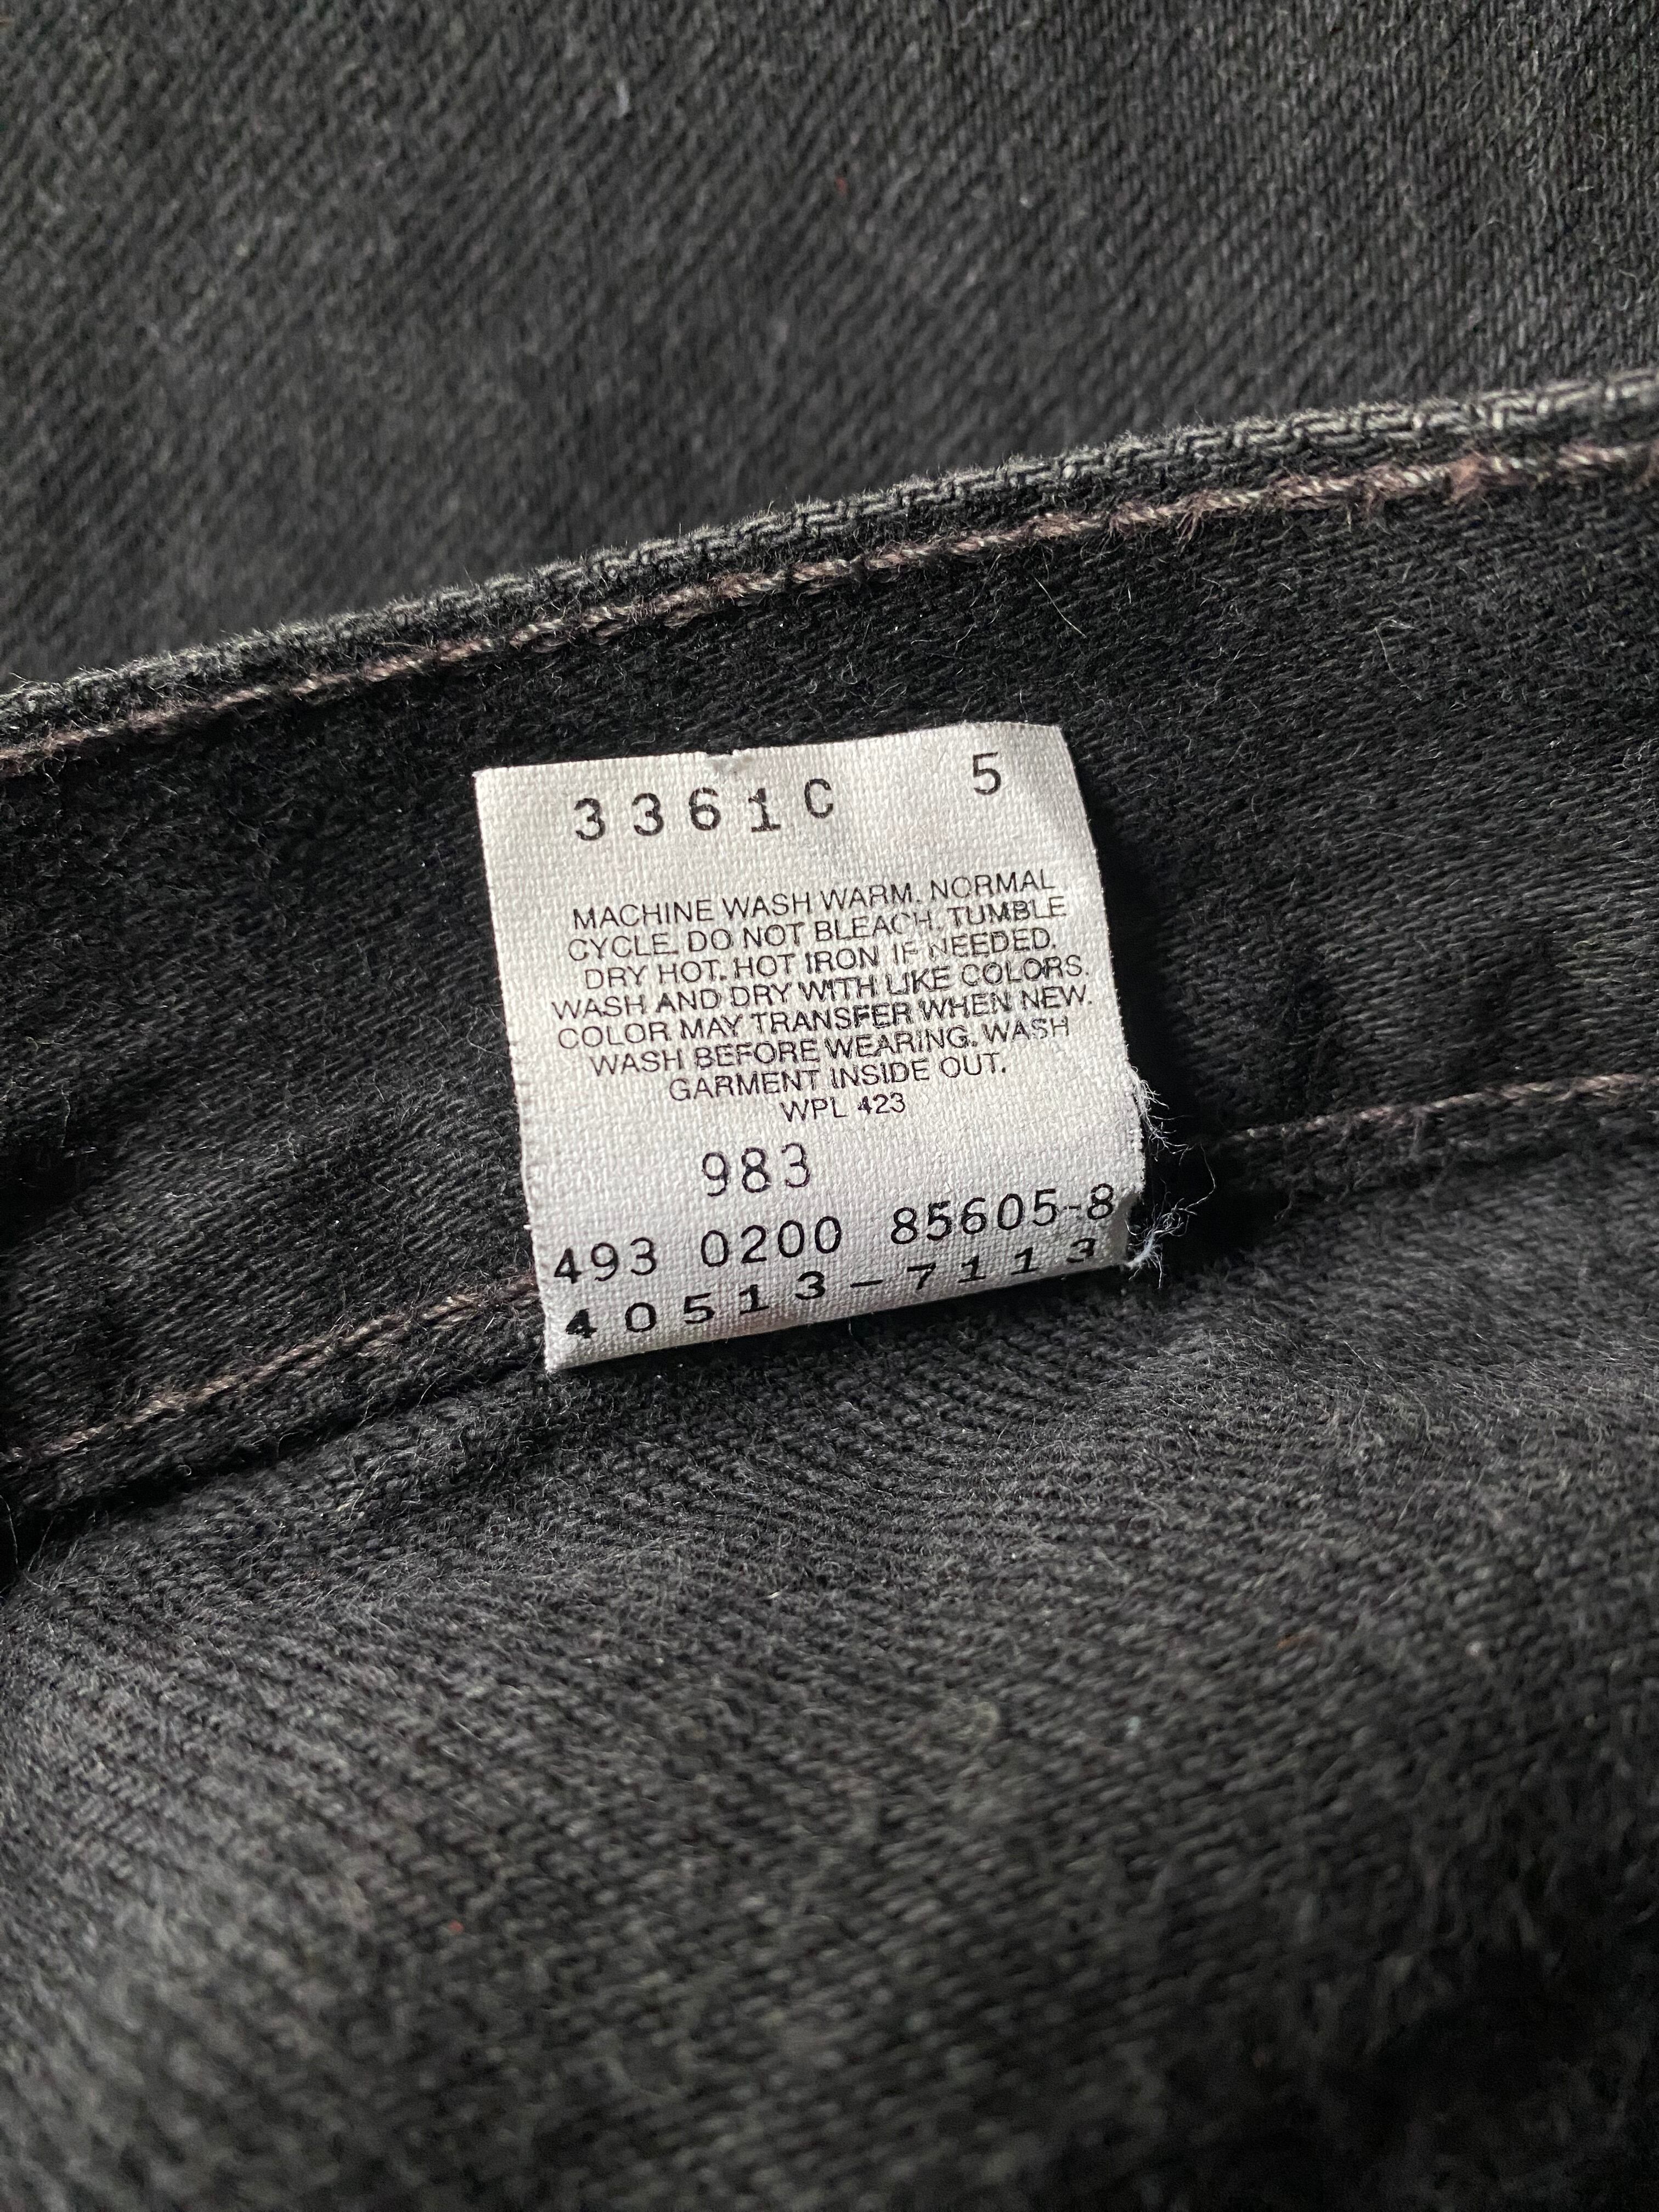 3361C 5
MACHINE WASH WARM. NORMAL
CYCLE. DO NOT BLEACH. TUMBLE
DRY HOT. HOT IRON IF NEEDED.
WASH AND DRY WITH LIKE COLORS.
COLOR MAY TRANSFER WHEN NEW.
WASH BEFORE WEARING. WASH
GARMENT INSIDE OUT.
WPL 423
983
493 0200 85605-8
40513-7113